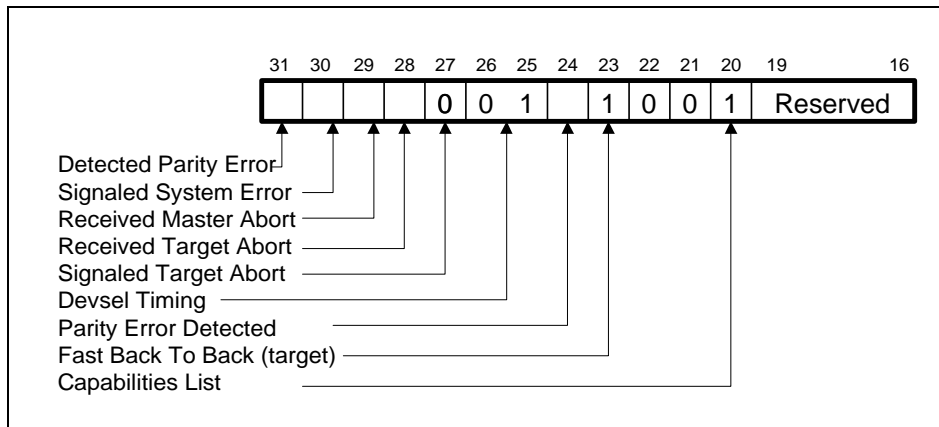 31 30 29 28 27 26 25 24 23 22 21 20 19 16
0 0 1 1 0 0 1 Reserved
Detected Parity Error
Signaled System Error
Received Master Abort
Received Target Abort
Signaled Target Abort
Devsel Timing
Parity Error Detected
Fast Back To Back (target)
Capabilities List